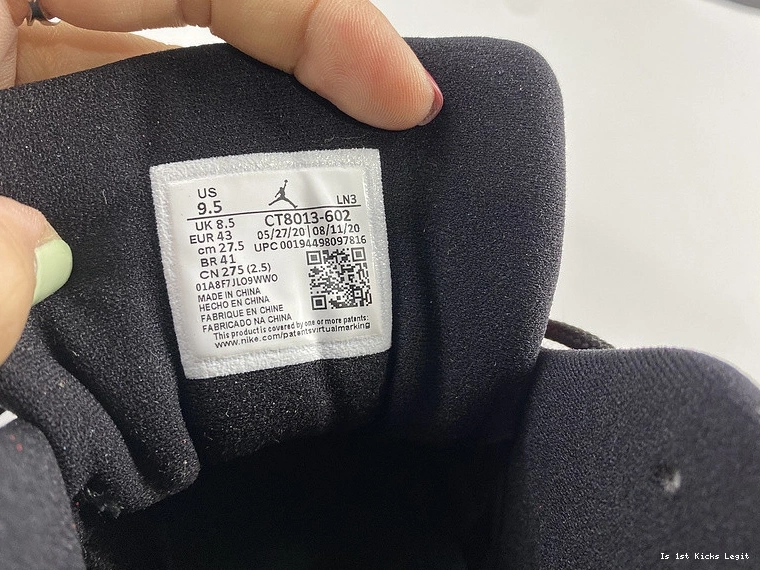 US
9.5
LN3
UK 8.5 CT8013-602
EUR 43 05/27/20 | 08/11/20
cm 27.5 UPC 00194498097816
BR 41
CN 275 (2.5)
01A8F7JLO9WWO
MADE IN CHINA
HECHO EN CHINA
FABRIQUE EN CHINE
FABRICADO NA CHINA
This product is covered by one or more patents:
www.nike.com/patentsvirtualmarking
Is 1st Kicks Legit